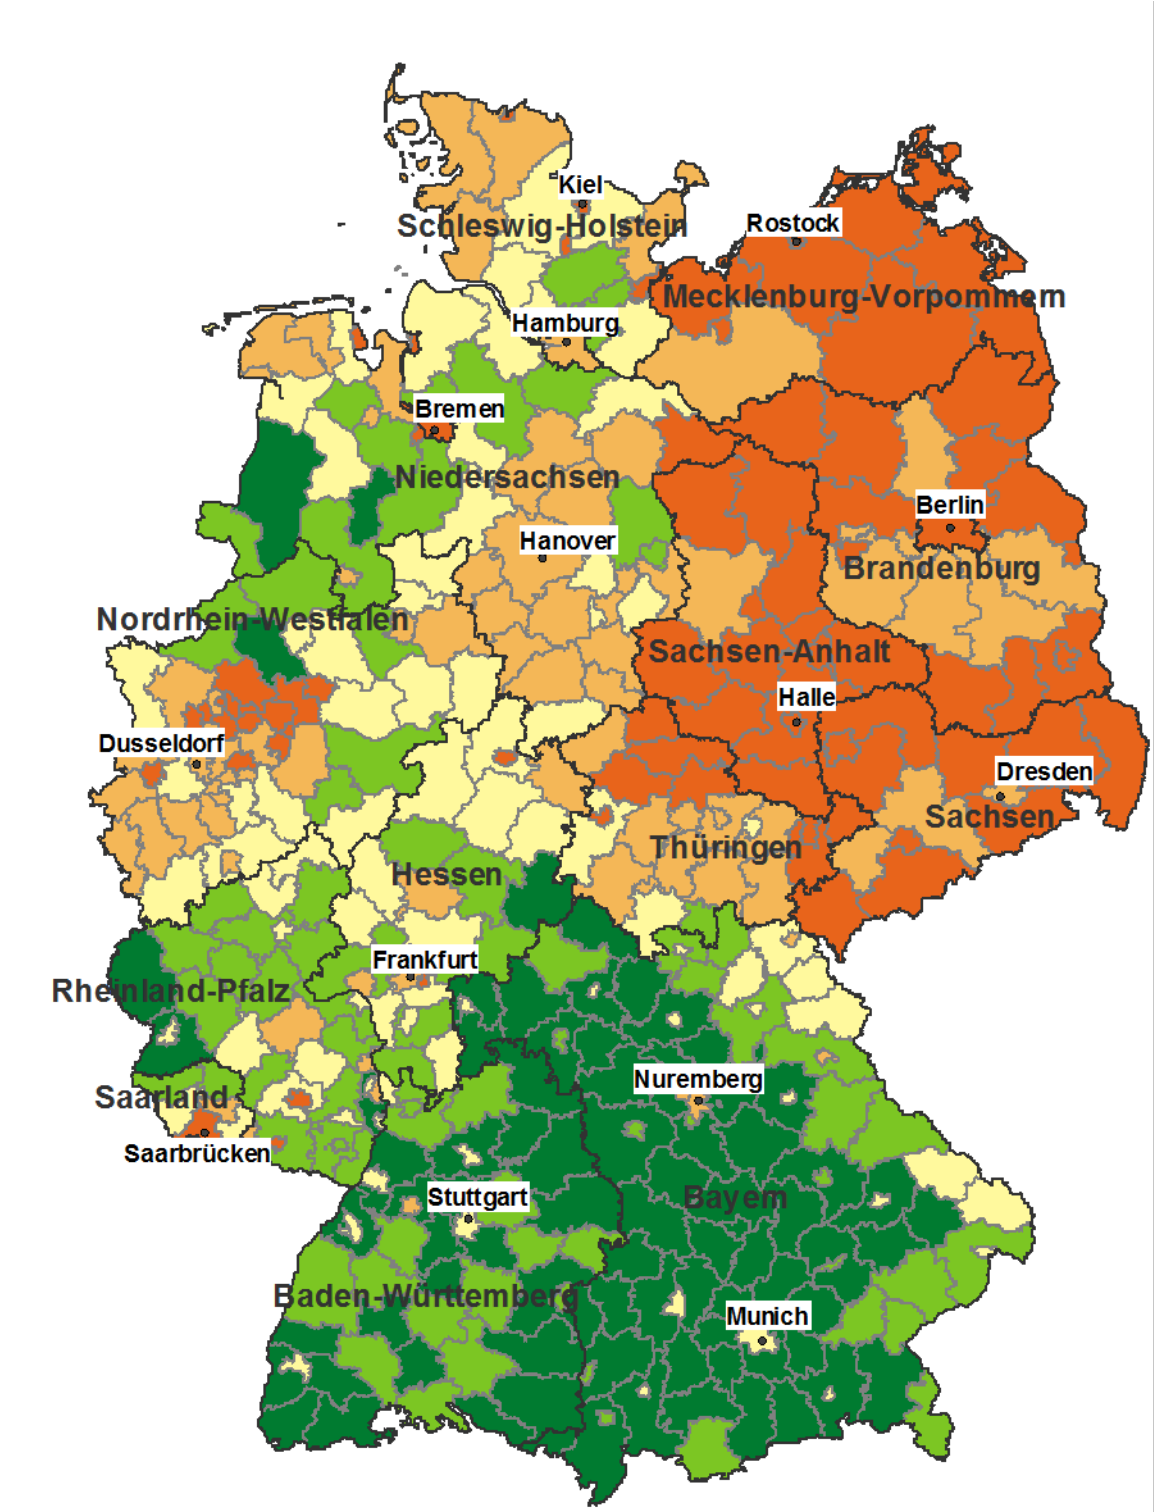 Kiel
Schleswig-Holstein
Rostock
Mecklenburg-Vorpommern
Hamburg
Bremen
Niedersachsen
Berlin
Hanover
Brandenburg
Nordrhein-Westfalen
Sachsen-Anhalt
Halle
Dusseldorf
Dresden
Sachsen
Thüringen
Hessen
Frankfurt
Rheinland-Pfalz
Nuremberg
Saarland
Saarbrücken
Stuttgart
Bayern
Baden-Württemberg
Munich